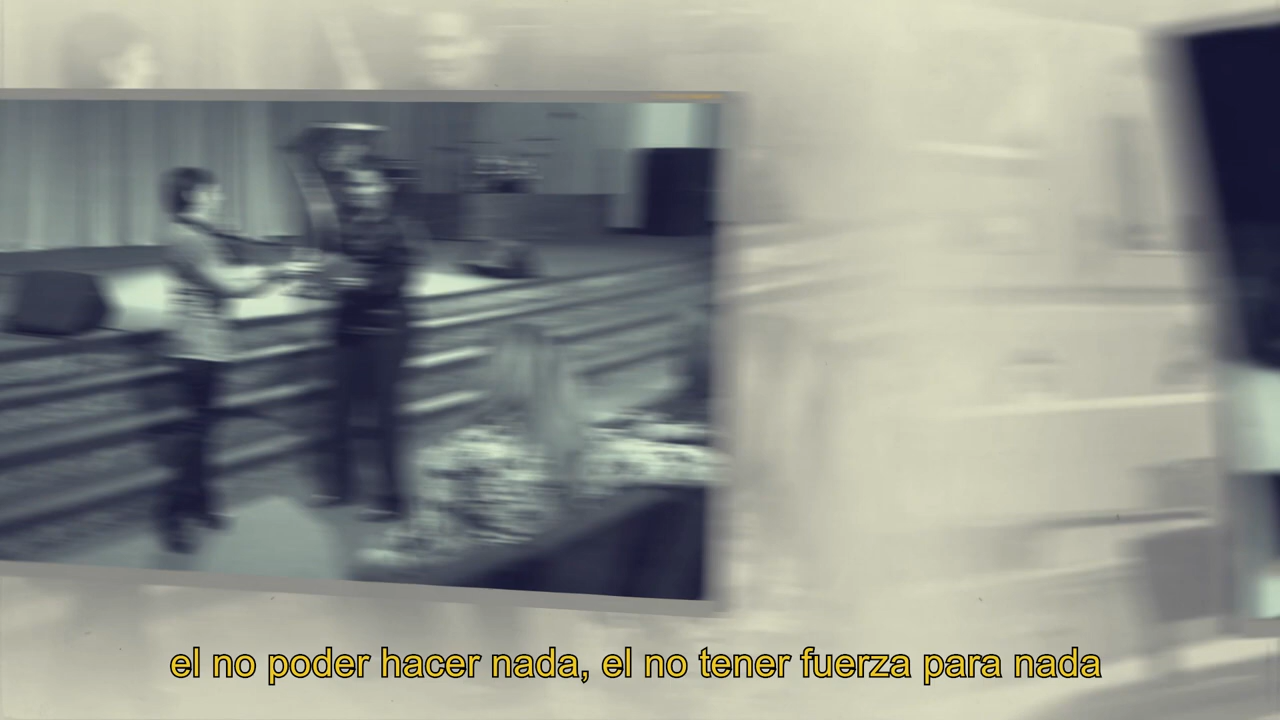 el no poder hacer nada, el no tener fuerza para nada